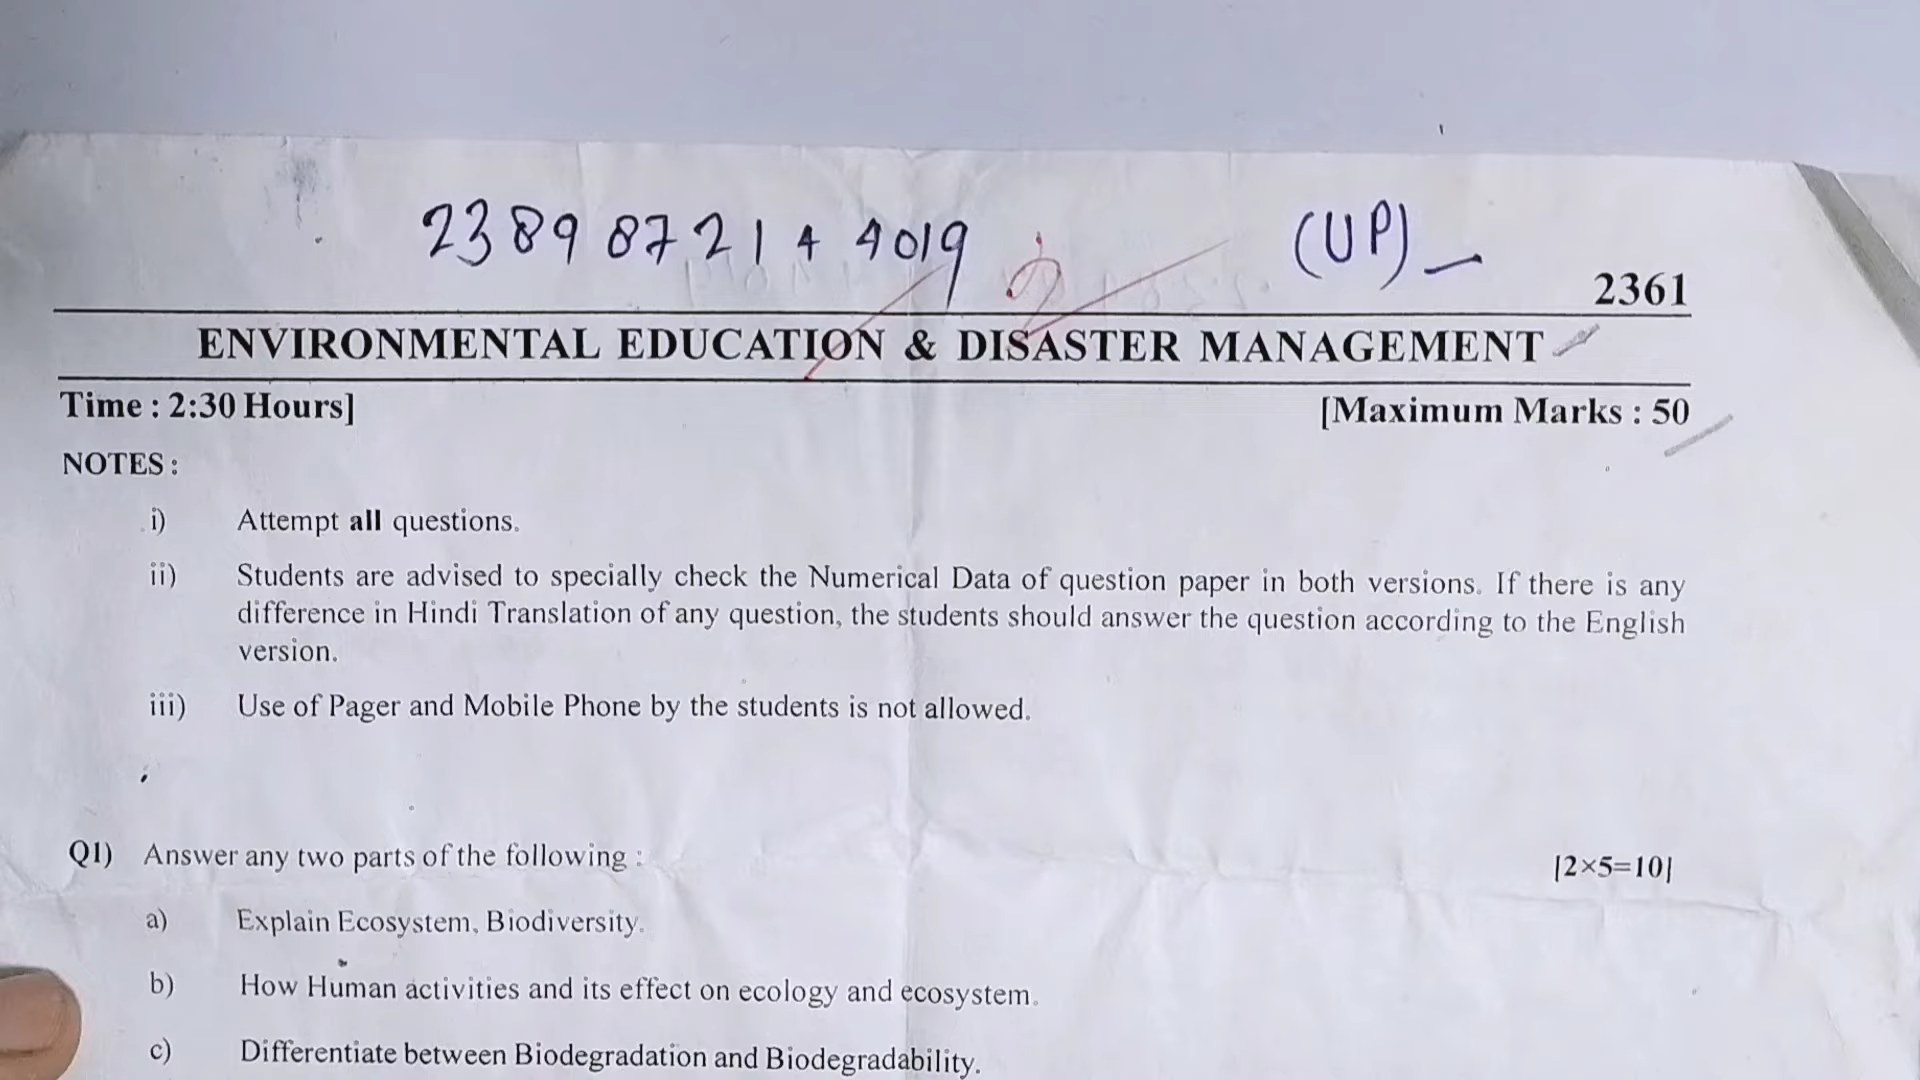 23898721 + 4019 (UP)_
2361
ENVIRONMENTAL EDUCATION & DISASTER MANAGEMENT
Time : 2:30 Hours] [Maximum Marks : 50
NOTES :
i) Attempt all questions.
ii) Students are advised to specially check the Numerical Data of question paper in both versions. If there is any
difference in Hindi Translation of any question, the students should answer the question according to the English
version.
iii) Use of Pager and Mobile Phone by the students is not allowed.
Q1) Answer any two parts of the following : [2×5=10]
a) Explain Ecosystem, Biodiversity.
b) How Human activities and its effect on ecology and ecosystem.
c) Differentiate between Biodegradation and Biodegradability.